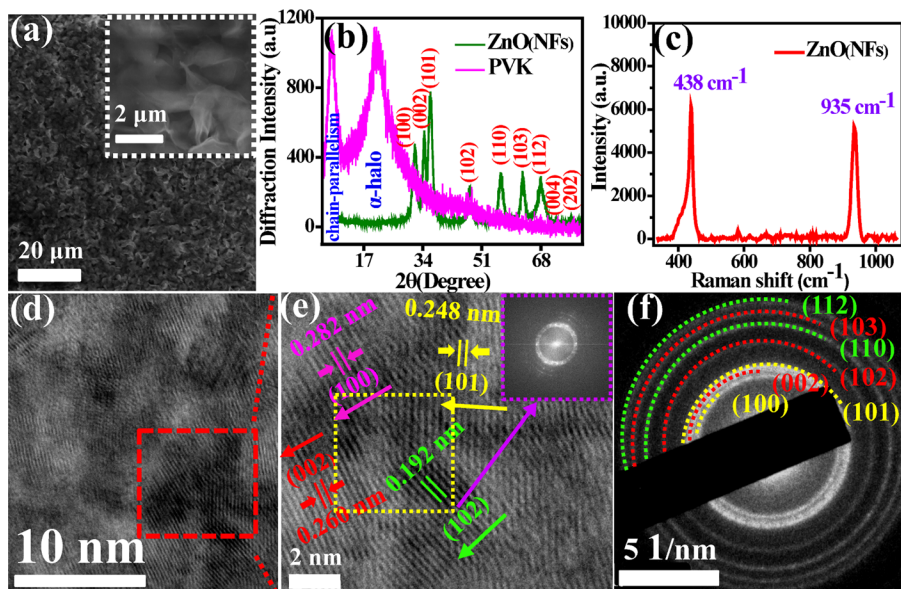 (a)
2 µm
20 µm
(b)
Diffraction Intensity (a.u)
1200
800
400
0
ZnO(NFs)
PVK
chain-parallelism
α-halo
(100)
(002)
(101)
(102)
(110)
(103)
(112)
(004)
(202)
17
34
51
68
2θ(Degree)
(c)
Intensity (a.u.)
10000
8000
6000
4000
2000
0
ZnO(NFs)
438 cm-1
935 cm-1
400
600
800
1000
Raman shift (cm-1)
(d)
10 nm
(e)
0.248 nm
0.282 nm
(100)
(101)
(002)
0.192 nm
0.260 nm
(102)
2 nm
(f)
(112)
(103)
(110)
(102)
(002)
(100)
(101)
5 1/nm